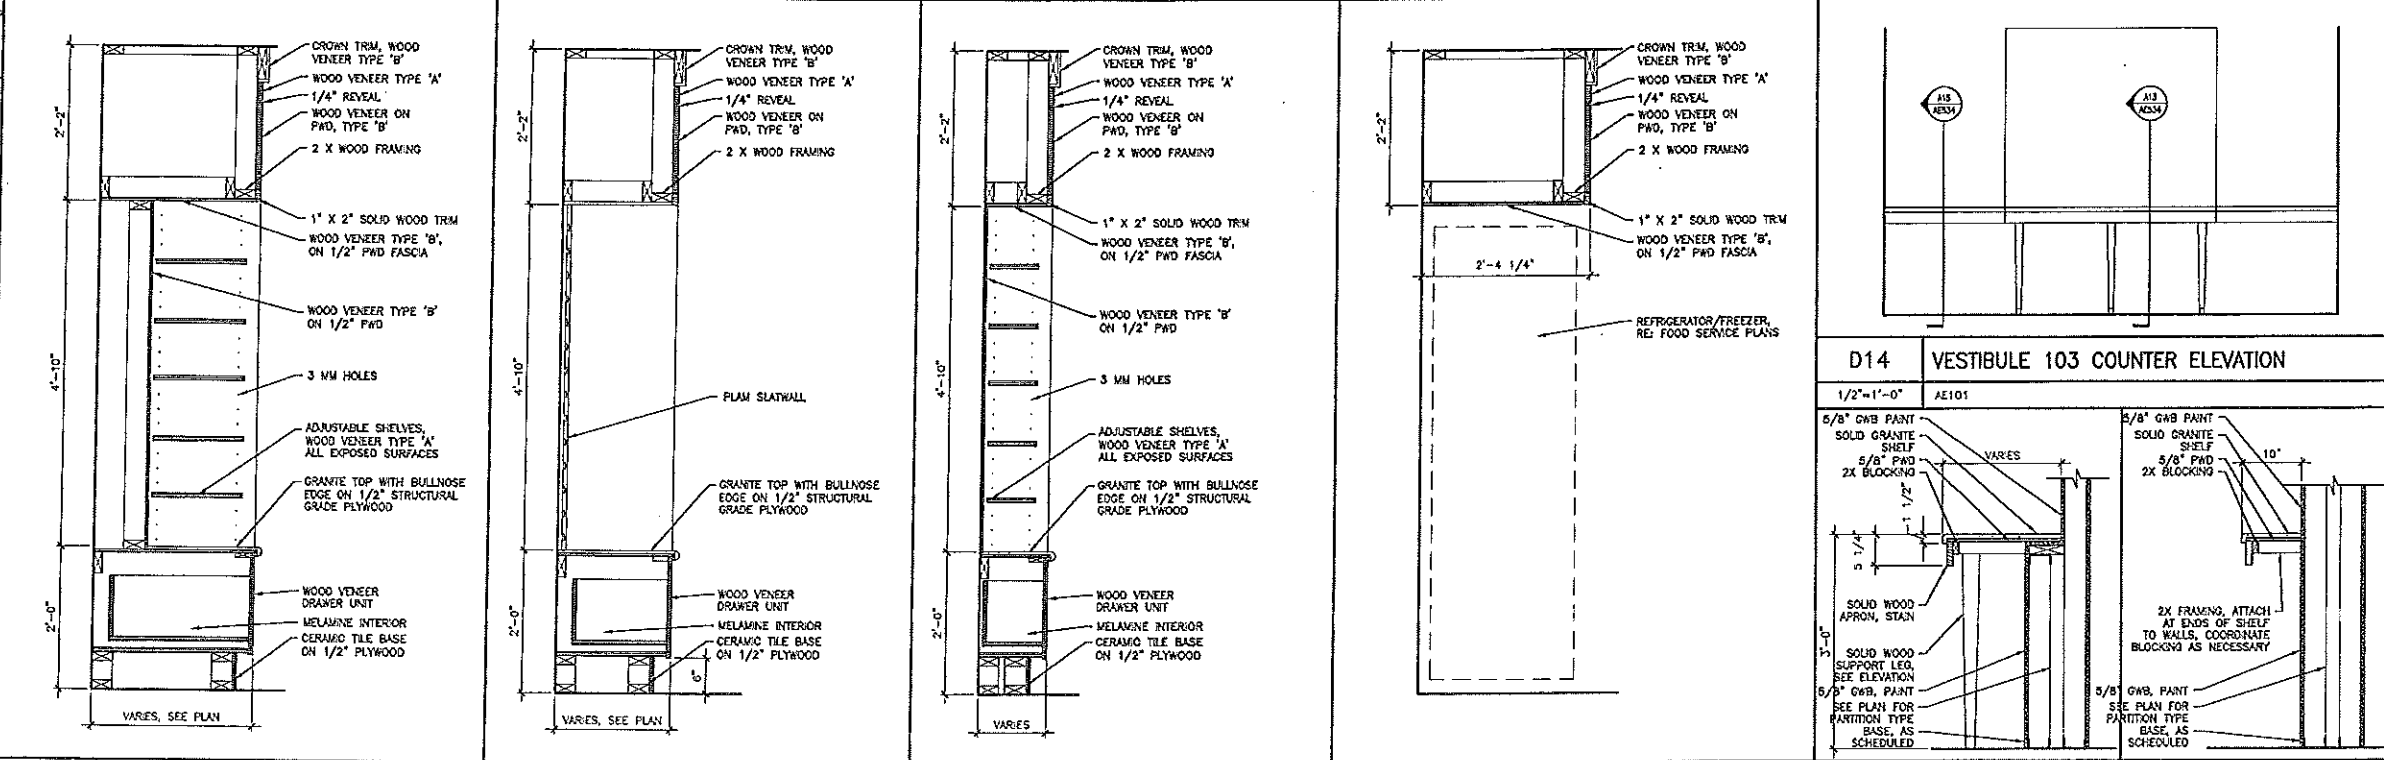 CROWN TRIM, WOOD
VENEER TYPE 'B'
WOOD VENEER TYPE 'A'
1/4" REVEAL
WOOD VENEER ON
PWD, TYPE 'B'
2 X WOOD FRAMING
2'-2"
1" X 2" SOLID WOOD TRIM
WOOD VENEER TYPE 'B',
ON 1/2" PWD FASCIA
WOOD VENEER TYPE 'B'
ON 1/2" PWD
4'-10"
3 MM HOLES
ADJUSTABLE SHELVES,
WOOD VENEER TYPE 'A'
ALL EXPOSED SURFACES
GRANITE TOP WITH BULLNOSE
EDGE ON 1/2" STRUCTURAL
GRADE PLYWOOD
WOOD VENEER
DRAWER UNIT
2'-0"
MELAMINE INTERIOR
CERAMIC TILE BASE
ON 1/2" PLYWOOD
VARIES, SEE PLAN
CROWN TRIM, WOOD
VENEER TYPE 'B'
WOOD VENEER TYPE 'A'
1/4" REVEAL
WOOD VENEER ON
PWD, TYPE 'B'
2 X WOOD FRAMING
2'-2"
4'-10"
PLAM SLATWALL
GRANITE TOP WITH BULLNOSE
EDGE ON 1/2" STRUCTURAL
GRADE PLYWOOD
WOOD VENEER
DRAWER UNIT
2'-0"
MELAMINE INTERIOR
CERAMIC TILE BASE
ON 1/2" PLYWOOD
6"
VARIES, SEE PLAN
CROWN TRIM, WOOD
VENEER TYPE 'B'
WOOD VENEER TYPE 'A'
1/4" REVEAL
WOOD VENEER ON
PWD, TYPE 'B'
2 X WOOD FRAMING
2'-2"
1" X 2" SOLID WOOD TRIM
WOOD VENEER TYPE 'B',
ON 1/2" PWD FASCIA
WOOD VENEER TYPE 'B'
ON 1/2" PWD
4'-10"
3 MM HOLES
ADJUSTABLE SHELVES,
WOOD VENEER TYPE 'A'
ALL EXPOSED SURFACES
GRANITE TOP WITH BULLNOSE
EDGE ON 1/2" STRUCTURAL
GRADE PLYWOOD
WOOD VENEER
DRAWER UNIT
2'-0"
MELAMINE INTERIOR
CERAMIC TILE BASE
ON 1/2" PLYWOOD
VARIES
CROWN TRIM, WOOD
VENEER TYPE 'B'
WOOD VENEER TYPE 'A'
1/4" REVEAL
WOOD VENEER ON
PWD, TYPE 'B'
2 X WOOD FRAMING
2'-2"
1" X 2" SOLID WOOD TRIM
WOOD VENEER TYPE 'B',
ON 1/2" PWD FASCIA
2'-4 1/4"
REFRIGERATOR/FREEZER,
RE: FOOD SERVICE PLANS
A15
AE534
A13
AE534
D14 VESTIBULE 103 COUNTER ELEVATION
1/2"=1'-0" AE101
5/8" GWB PAINT
SOLID GRANITE
SHELF
5/8" PWD
2X BLOCKING
VARIES
1 1/2"
5 1/4"
SOLID WOOD
APRON, STAIN
3'-0"
SOLID WOOD
SUPPORT LEG,
SEE ELEVATION
5/8" GWB, PAINT
SEE PLAN FOR
PARTITION TYPE
BASE, AS
SCHEDULED
5/8" GWB PAINT
SOLID GRANITE
SHELF
5/8" PWD
2X BLOCKING
10"
2X FRAMING, ATTACH
AT ENDS OF SHELF
TO WALLS, COORDINATE
BLOCKING AS NECESSARY
5/8" GWB, PAINT
SEE PLAN FOR
PARTITION TYPE
BASE, AS
SCHEDULED